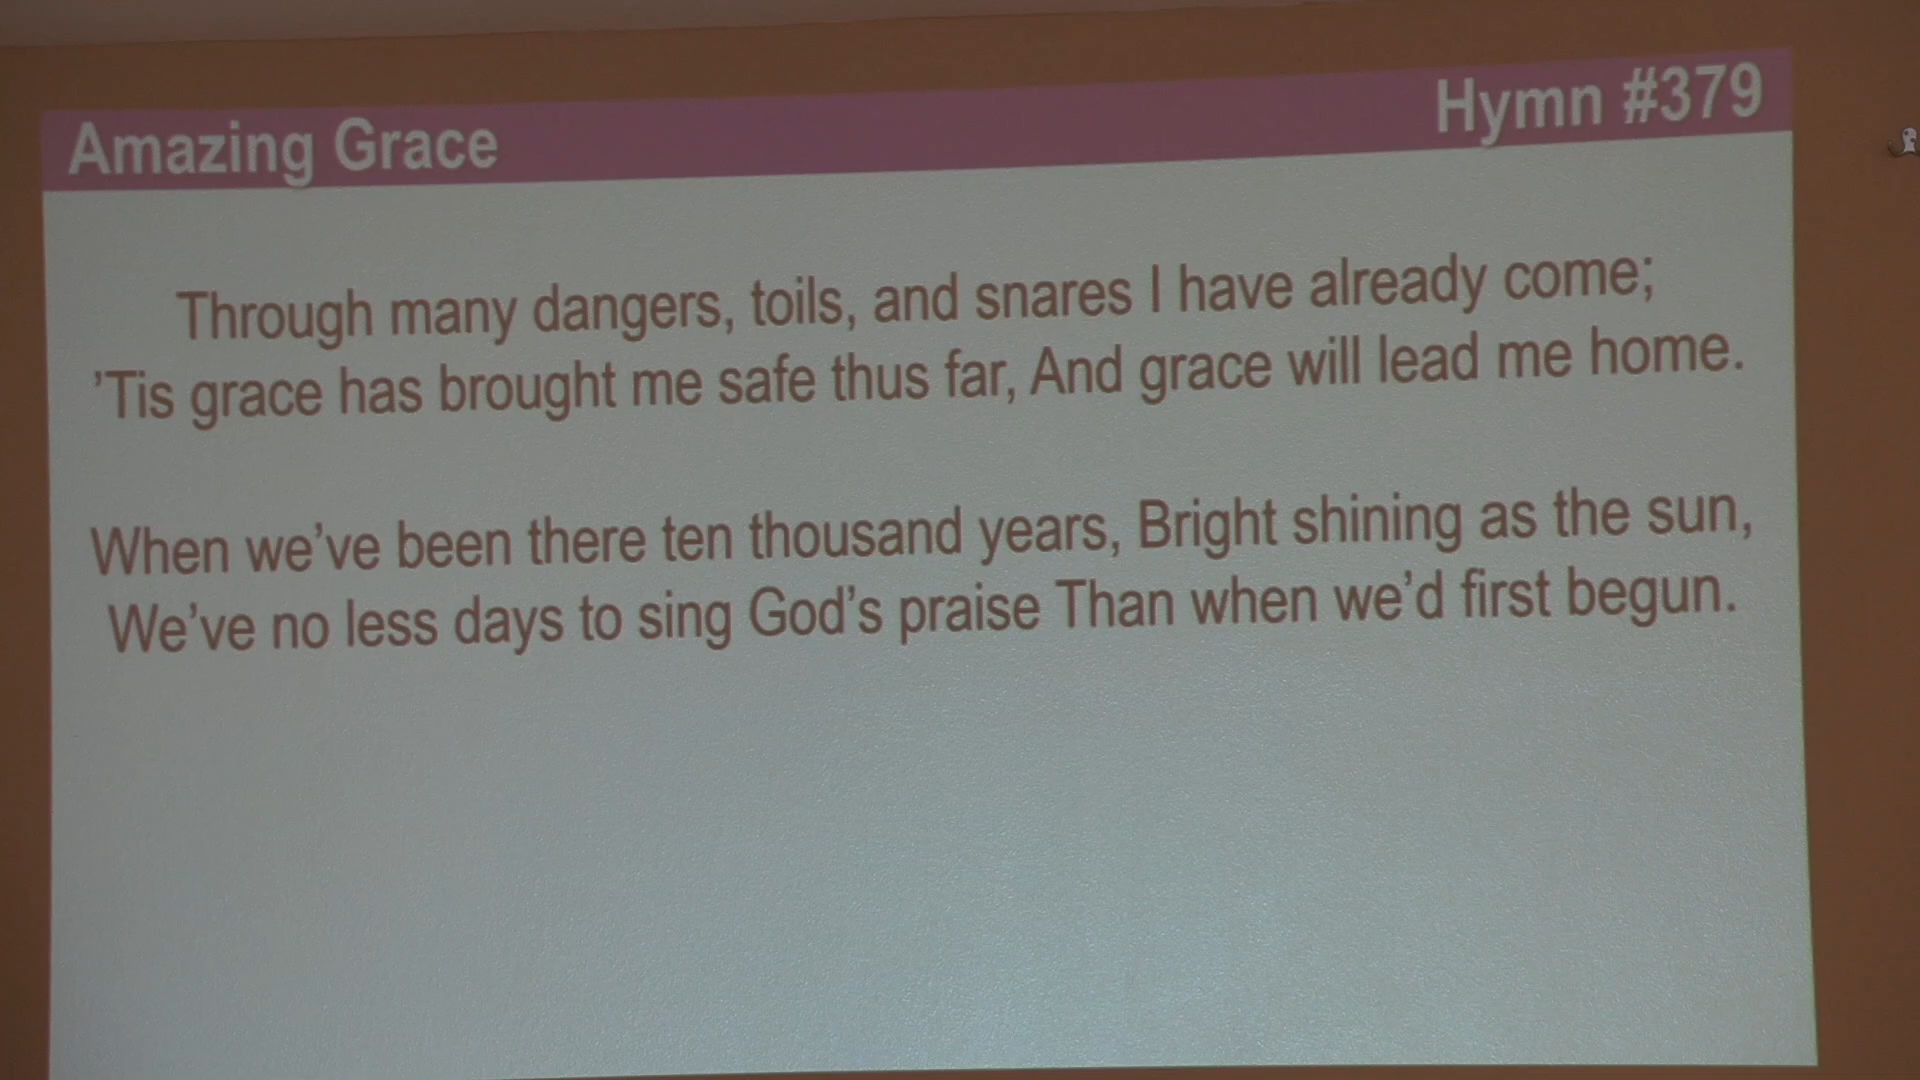 Amazing Grace Hymn #379
Through many dangers, toils, and snares I have already come;
’Tis grace has brought me safe thus far, And grace will lead me home.
When we’ve been there ten thousand years, Bright shining as the sun,
We’ve no less days to sing God’s praise Than when we’d first begun.